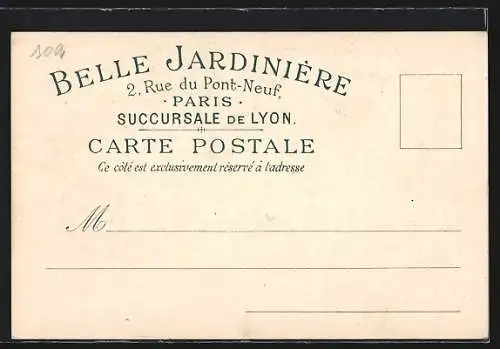 BELLE JARDINIÈRE
2, Rue du Pont-Neuf,
· PARIS ·
SUCCURSALE DE LYON.
CARTE POSTALE
Ce côté est exclusivement réservé à l'adresse
M